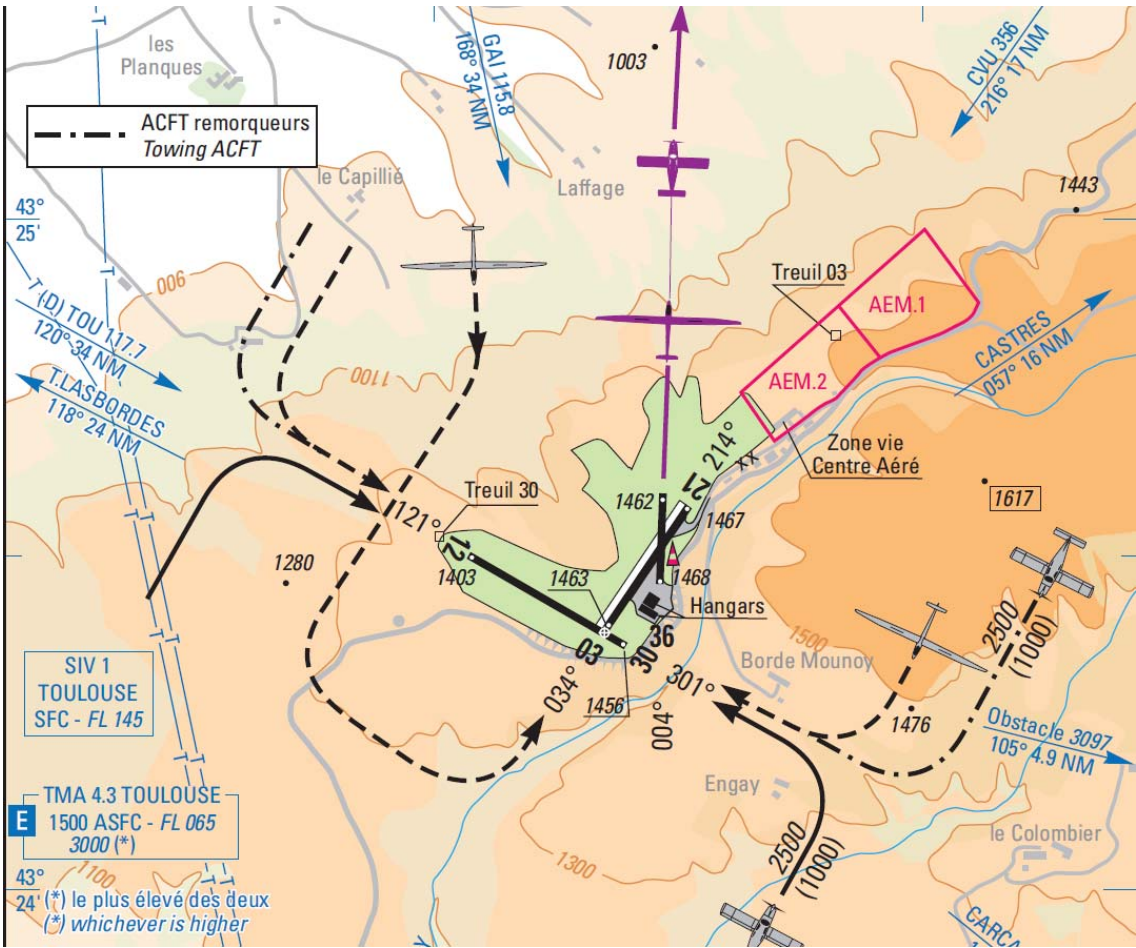 les
Planques
ACFT remorqueurs
Towing ACFT
GAI 115.8
168° 34 NM
1003
CVU 356
216° 17 NM
le Capillié
Laffage
1443
43°
25'
T
T
900
Treuil 03
AEM.1
T (D) TOU 117.7
120° 34 NM
T.LASBORDES
118° 24 NM
1100
CASTRES
057° 16 NM
AEM.2
214°
xx
Zone vie
Centre Aéré
Treuil 30
1462
21
1467
1617
121°
12
1403
1463
1468
1280
Hangars
2500
(1000)
1500
36
03
30
Borde Mounoy
SIV 1
TOULOUSE
SFC - FL 145
034°
301°
1456
004°
1476
Obstacle 3097
105° 4.9 NM
Engay
TMA 4.3 TOULOUSE
E
1500 ASFC - FL 065
3000 (*)
T
T
2500
(1000)
le Colombier
1300
1100
43°
24'
(*) le plus élevé des deux
(*) whichever is higher
T
T
CARCA